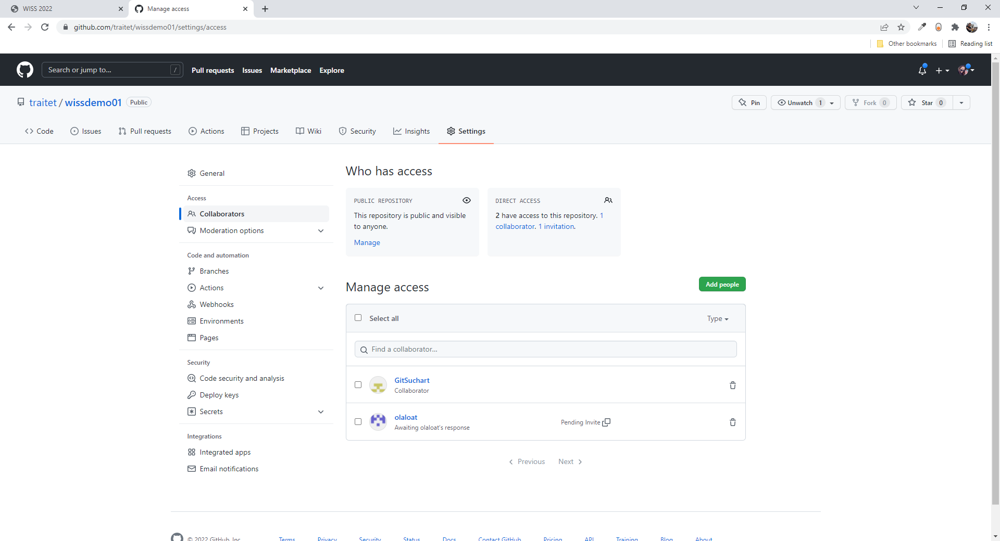 WISS 2022
Manage access
github.com/traitet/wissdemo01/settings/access
Other bookmarks
Reading list
Search or jump to...
/
Pull requests
Issues
Marketplace
Explore
traitet / wissdemo01
Public
Pin
Unwatch 1
Fork 0
Star 0
Code
Issues
Pull requests
Actions
Projects
Wiki
Security
Insights
Settings
General
Access
Collaborators
Moderation options
Code and automation
Branches
Actions
Webhooks
Environments
Pages
Security
Code security and analysis
Deploy keys
Secrets
Integrations
Integrated apps
Email notifications
Who has access
PUBLIC REPOSITORY
This repository is public and visible
to anyone.
Manage
DIRECT ACCESS
2 have access to this repository. 1
collaborator. 1 invitation.
Manage access
Add people
Select all
Type
Find a collaborator...
GitSuchart
Collaborator
olaloat
Awaiting olaloat's response
Pending Invite
Previous
Next
© 2022 GitHub, Inc.
Terms
Privacy
Security
Status
Docs
Contact GitHub
Pricing
API
Training
Blog
About